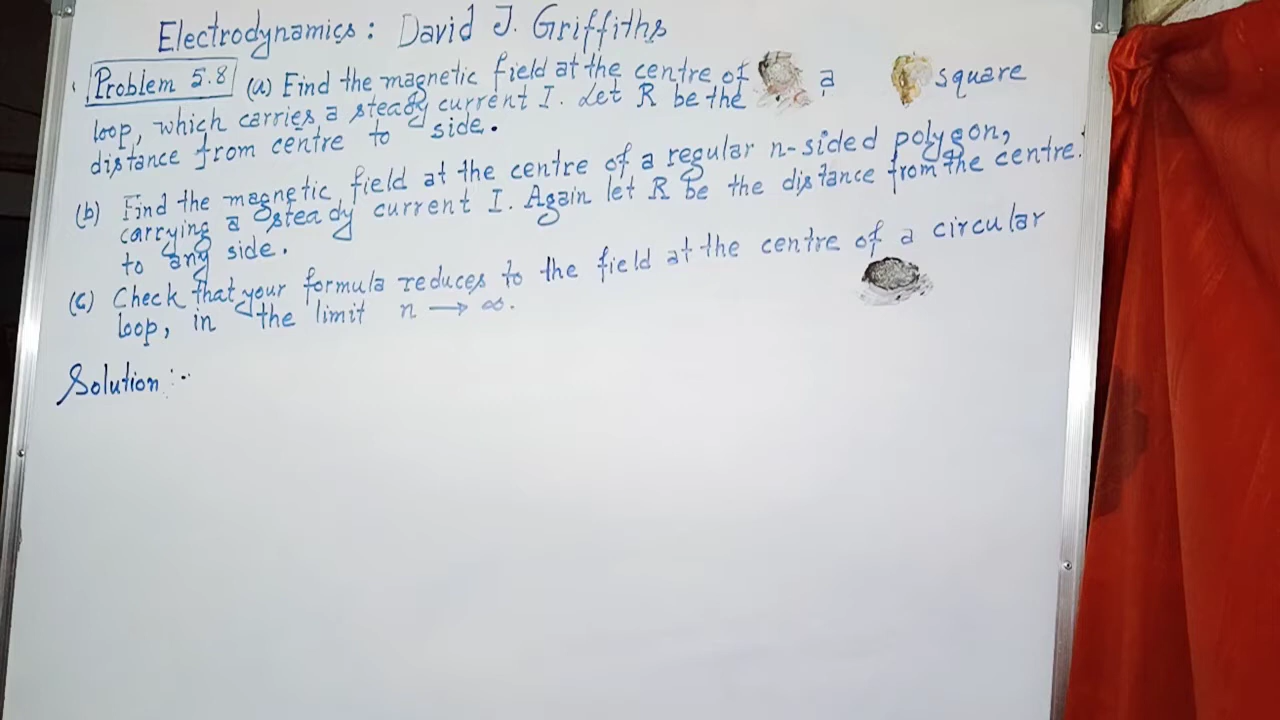 Electrodynamics: David J. Griffiths
Problem 5.8 (a) Find the magnetic field at the centre of a square
loop, which carries a steady current I. Let R be the
distance from centre to side.
(b) Find the magnetic field at the centre of a regular n-sided polygon,
carrying a steady current I. Again let R be the distance from the centre
to any side.
(c) Check that your formula reduces to the field at the centre of a circular
loop, in the limit n → ∞.
Solution :-